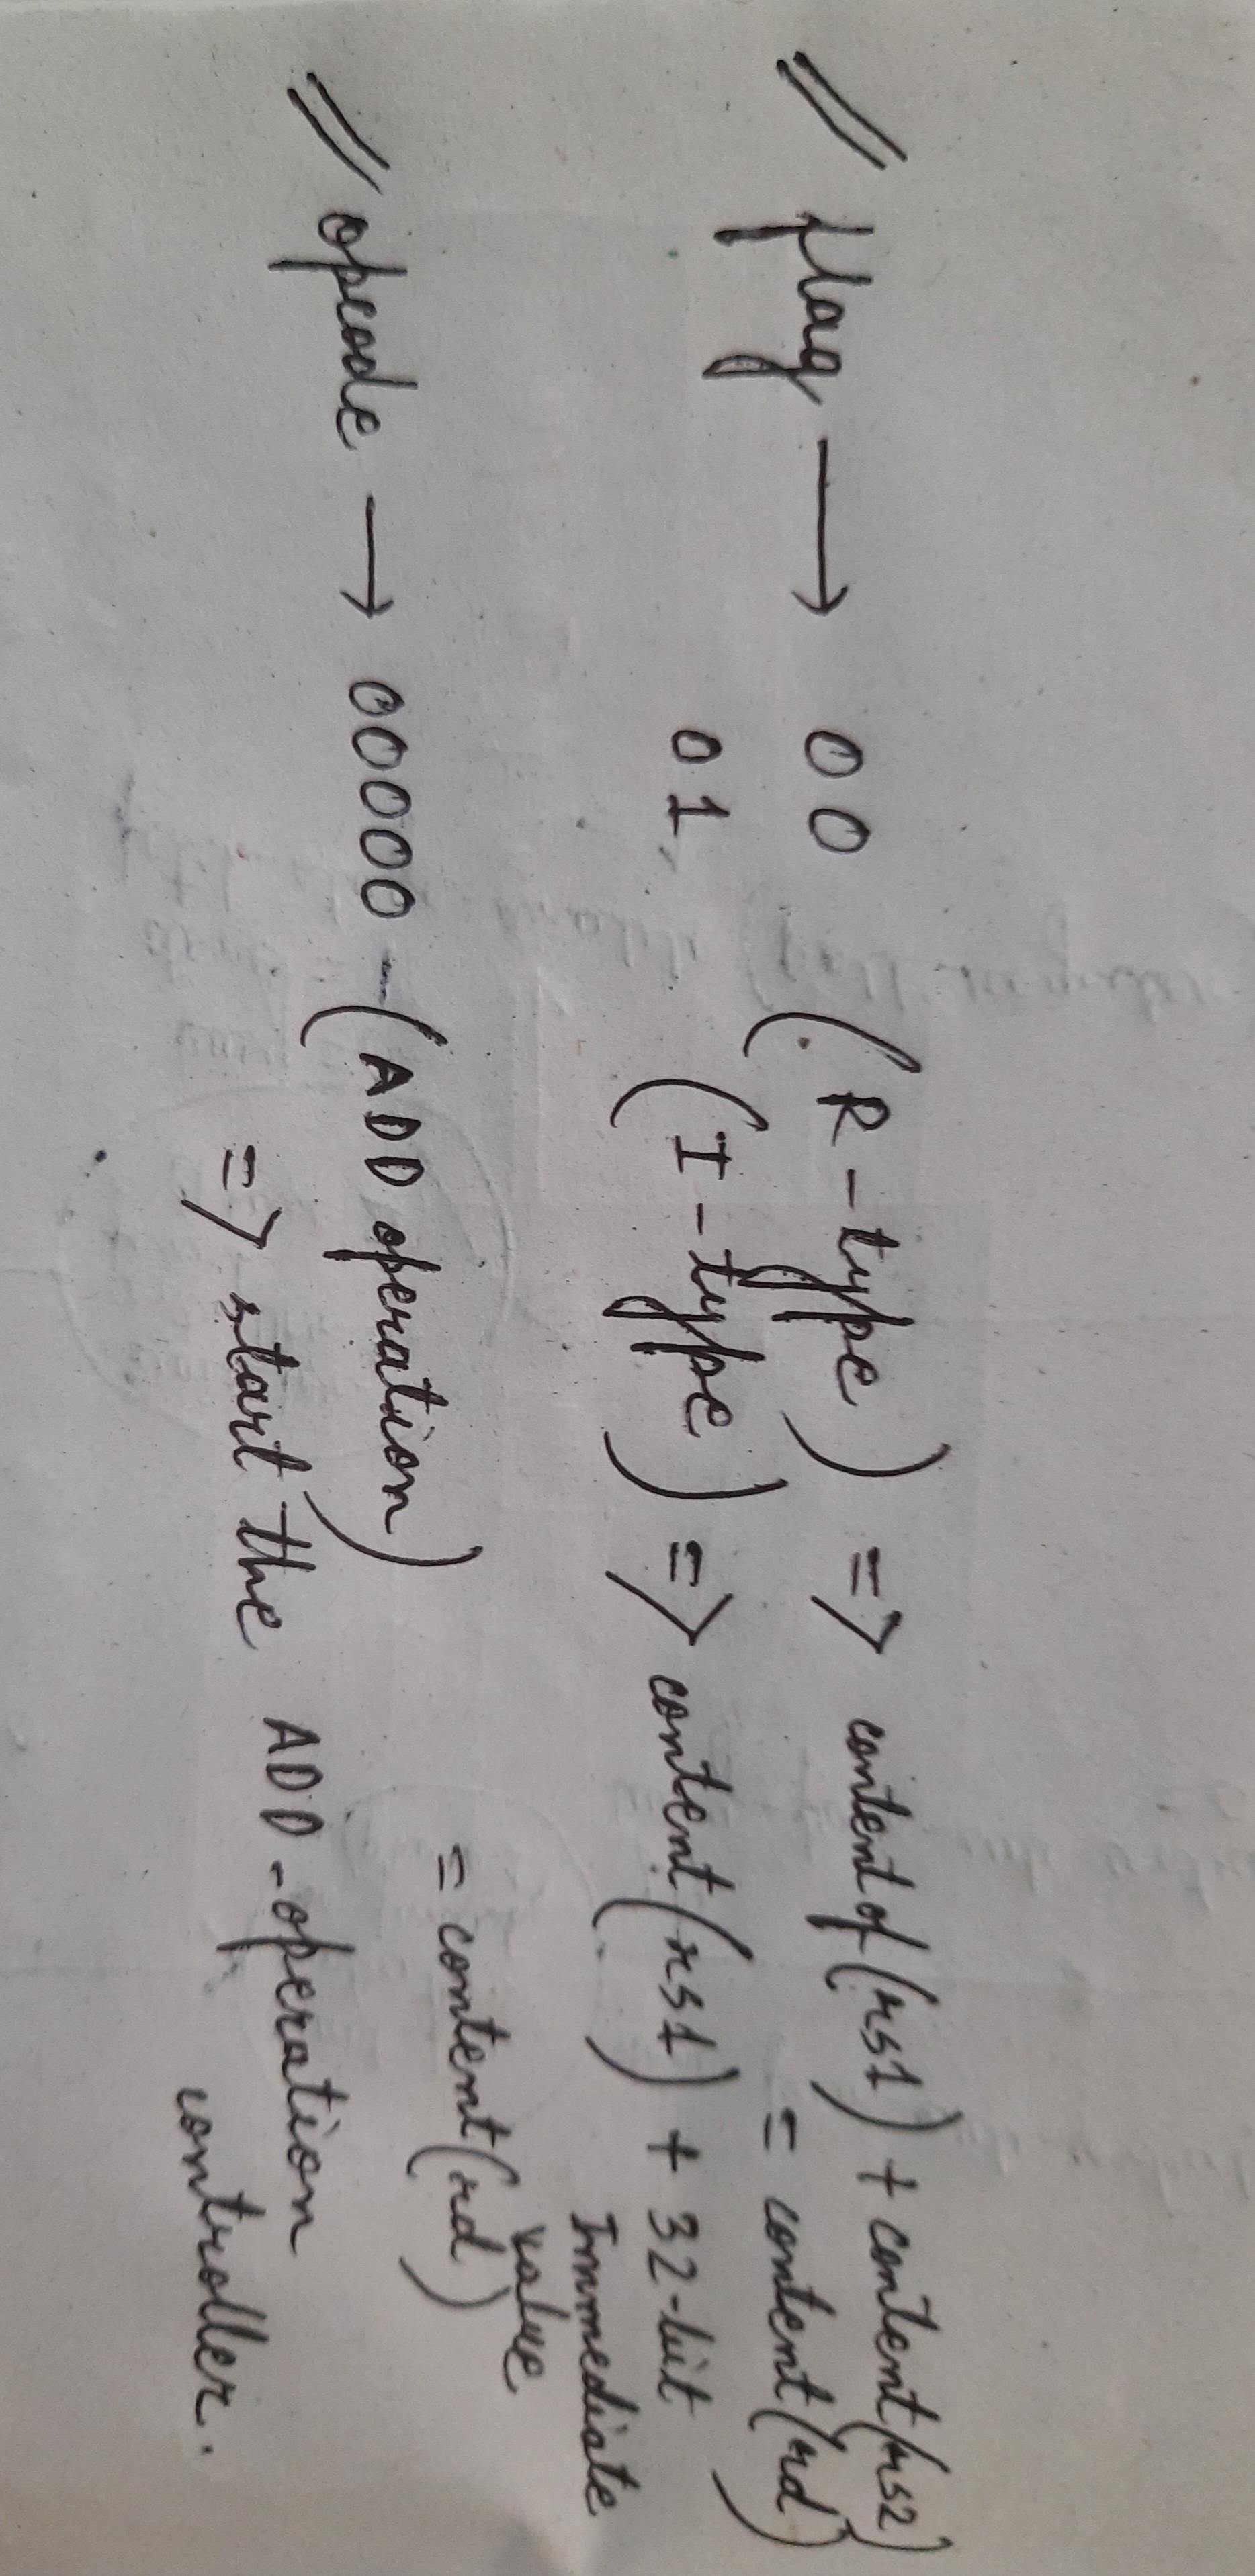 // flag → 00 (R-type) => content of (rs1) + content(rs2)
= content(rd)
01 (I-type) => content(rs1) + 32-bit
Immediate
value
= content(rd)
// opcode → 00000 - (ADD operation)
=> start the ADD-operation
controller.